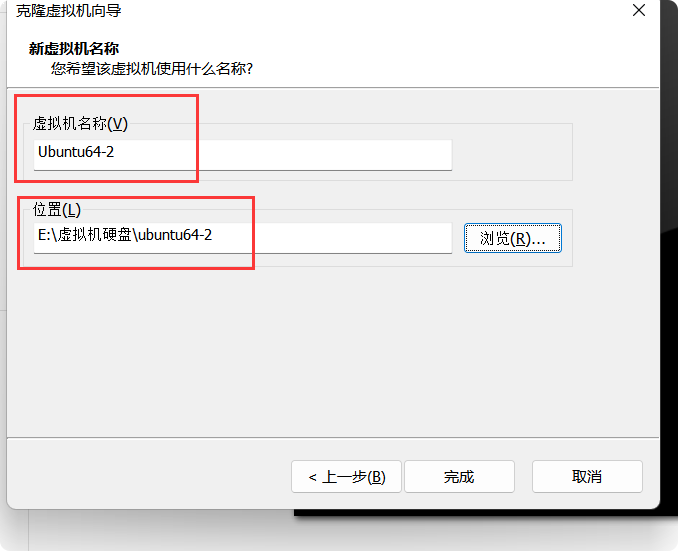 克隆虚拟机向导
新虚拟机名称
您希望该虚拟机使用什么名称?
虚拟机名称(V)
Ubuntu64-2
位置(L)
E:\虚拟机硬盘\ubuntu64-2
浏览(R)...
< 上一步(B)
完成
取消